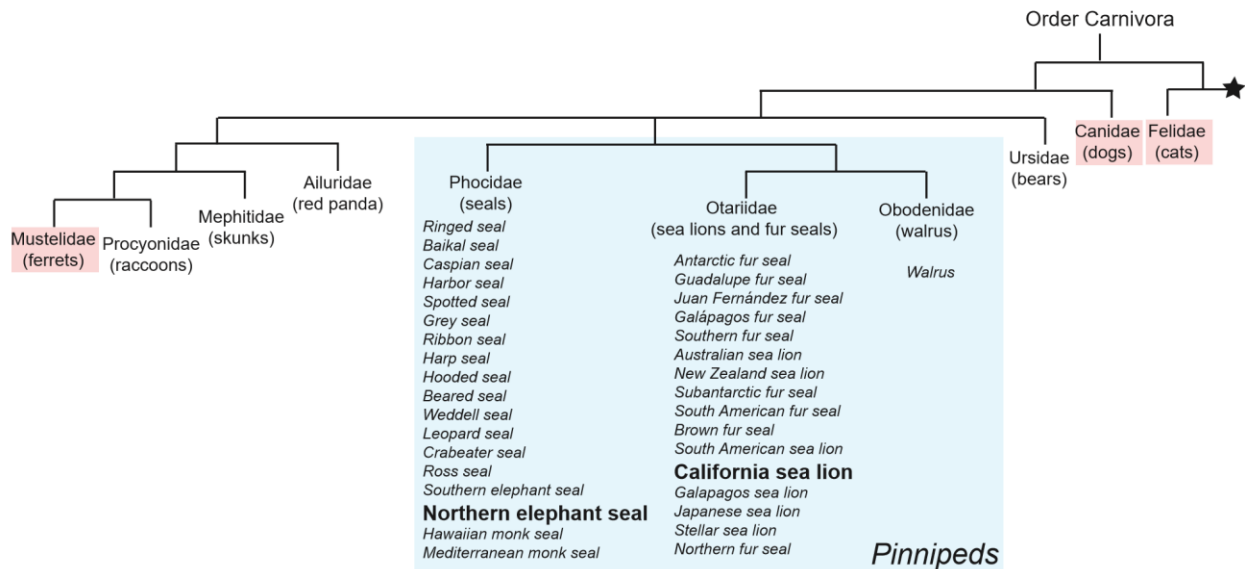 Order Carnivora
Canidae
(dogs)
Felidae
(cats)
Ursidae
(bears)
Ailuridae
(red panda)
Mephitidae
(skunks)
Mustelidae
(ferrets)
Procyonidae
(raccoons)
Phocidae
(seals)
Ringed seal
Baikal seal
Caspian seal
Harbor seal
Spotted seal
Grey seal
Ribbon seal
Harp seal
Hooded seal
Beared seal
Weddell seal
Leopard seal
Crabeater seal
Ross seal
Southern elephant seal
Northern elephant seal
Hawaiian monk seal
Mediterranean monk seal
Otariidae
(sea lions and fur seals)
Antarctic fur seal
Guadalupe fur seal
Juan Fernández fur seal
Galápagos fur seal
Southern fur seal
Australian sea lion
New Zealand sea lion
Subantarctic fur seal
South American fur seal
Brown fur seal
South American sea lion
California sea lion
Galapagos sea lion
Japanese sea lion
Stellar sea lion
Northern fur seal
Obodenidae
(walrus)
Walrus
Pinnipeds